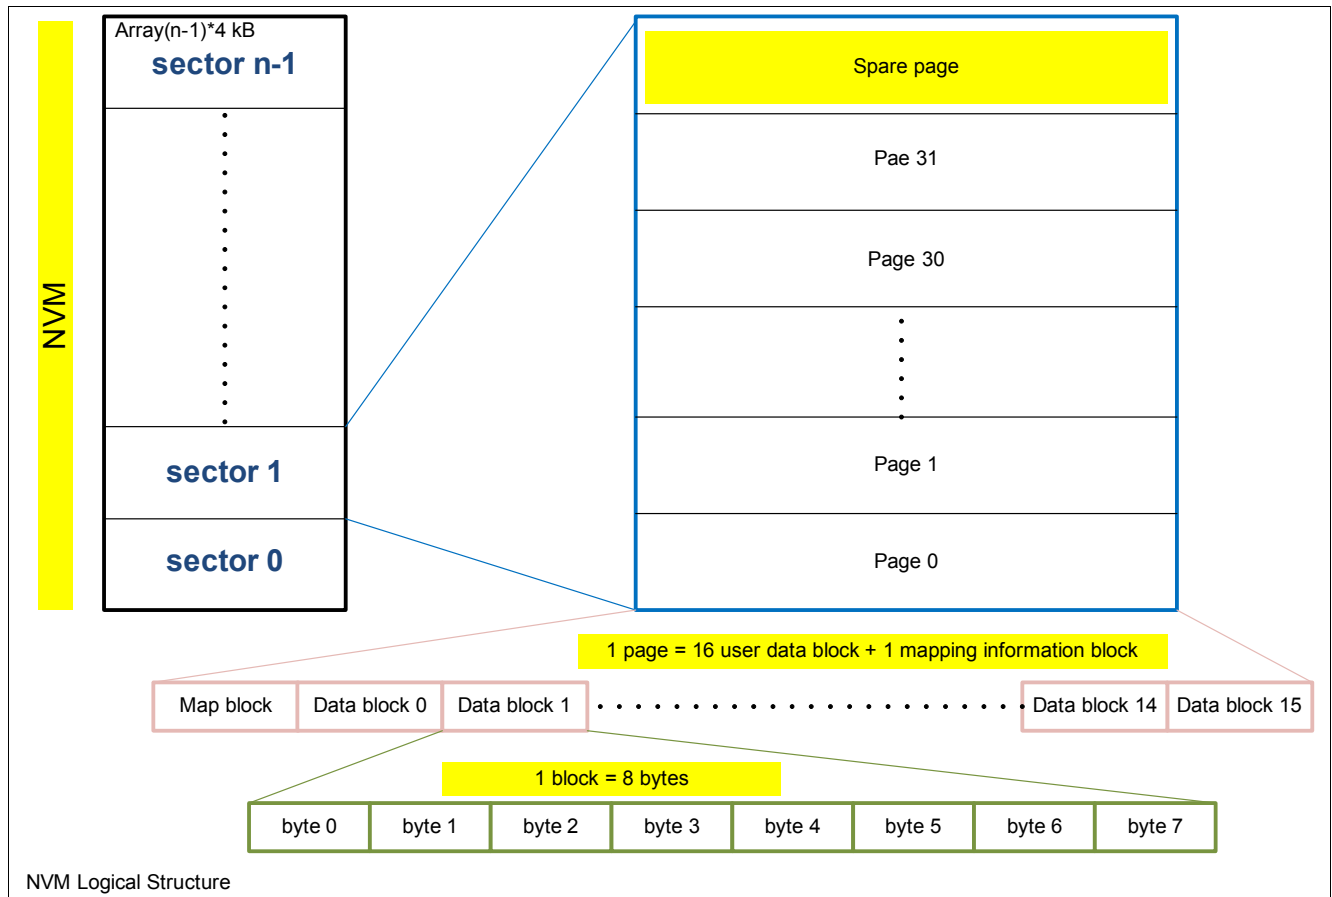 Array(n-1)*4 kB
sector n-1
NVM
sector 1
sector 0
Spare page
Pae 31
Page 30
Page 1
Page 0
1 page = 16 user data block + 1 mapping information block
Map block Data block 0 Data block 1 Data block 14 Data block 15
1 block = 8 bytes
byte 0 byte 1 byte 2 byte 3 byte 4 byte 5 byte 6 byte 7
NVM Logical Structure